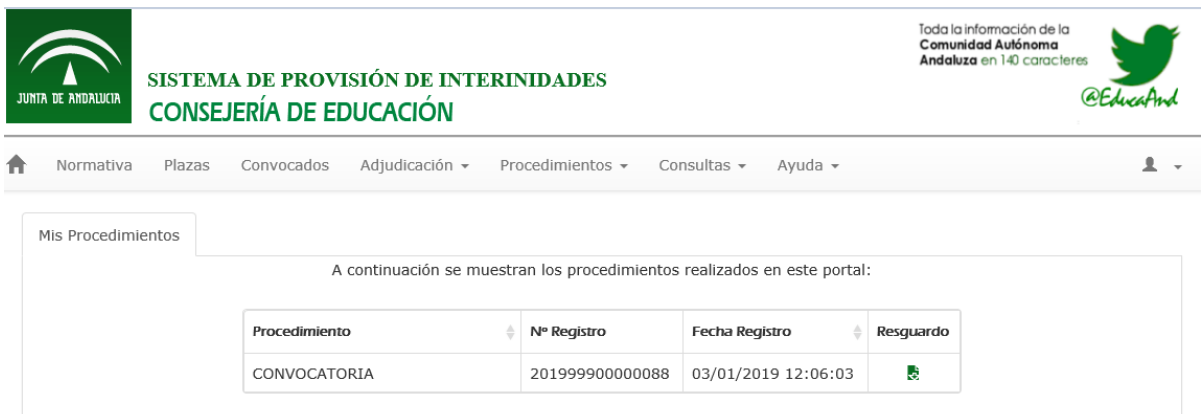 Toda la información de la
Comunidad Autónoma
Andaluza en 140 caracteres
@EducaAnd
JUNTA DE ANDALUCIA
SISTEMA DE PROVISIÓN DE INTERINIDADES
CONSEJERÍA DE EDUCACIÓN
Normativa Plazas Convocados Adjudicación Procedimientos Consultas Ayuda
Mis Procedimientos
A continuación se muestran los procedimientos realizados en este portal:
Procedimiento Nº Registro Fecha Registro Resguardo
CONVOCATORIA 201999900000088 03/01/2019 12:06:03